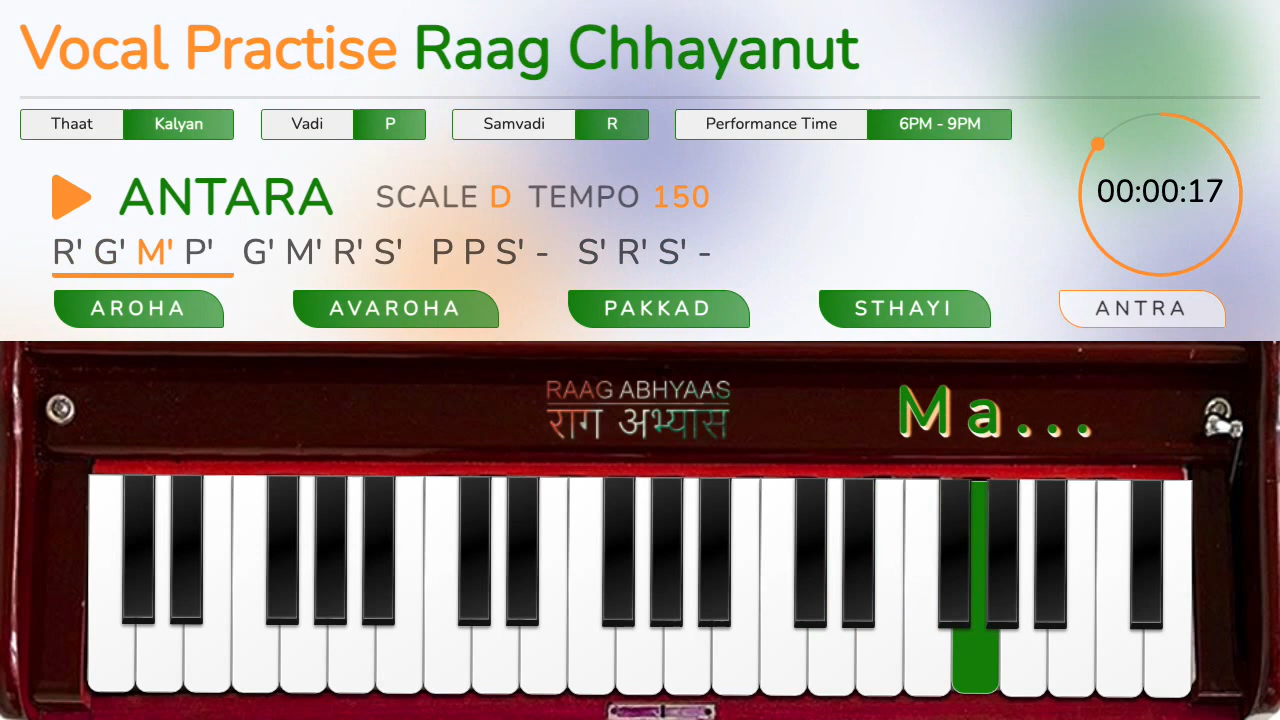 Vocal Practise Raag Chhayanut
Thaat Kalyan Vadi P Samvadi R Performance Time 6PM - 9PM
00:00:17
ANTARA SCALE D TEMPO 150
R' G' M' P' G' M' R' S' P P S' - S' R' S' -
AROHA AVAROHA PAKKAD STHAYI ANTRA
RAAG ABHYAAS
राग अभ्यास
Ma...